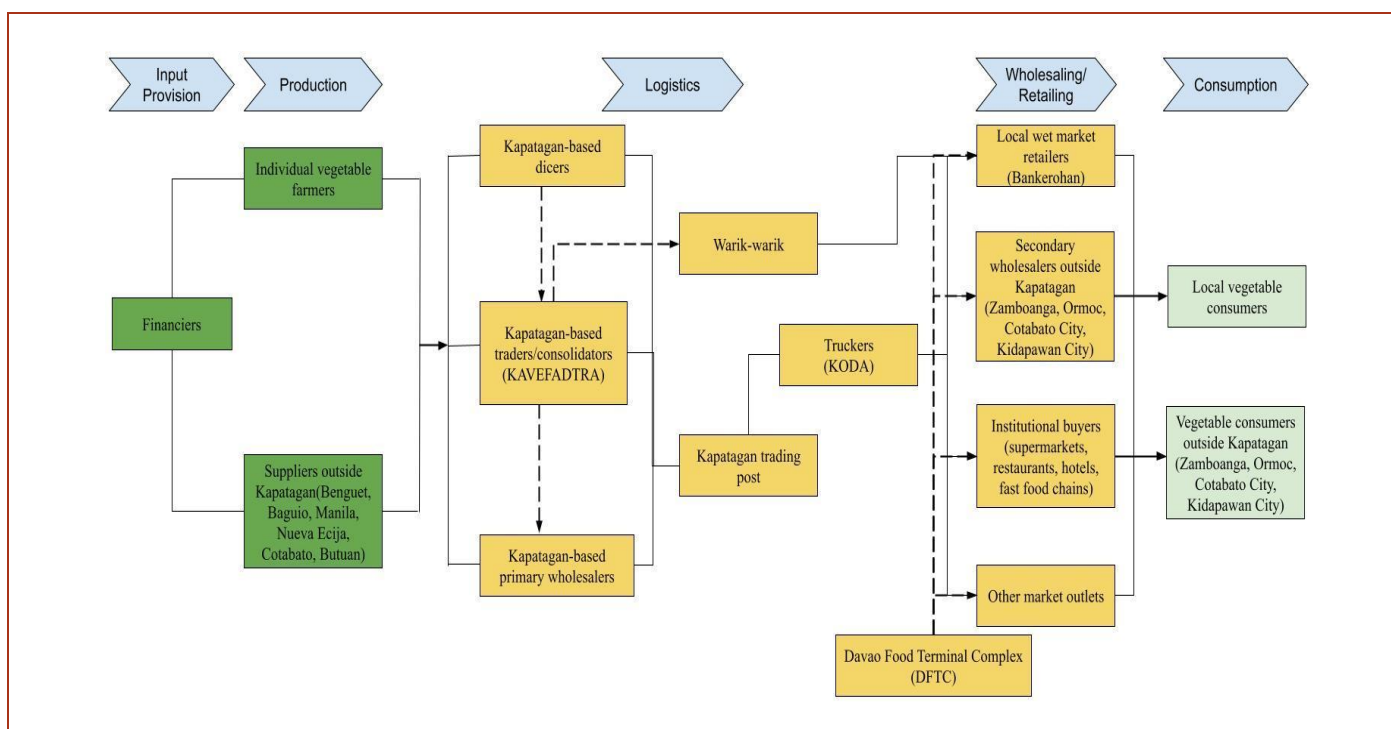 Input
Provision
Production
Logistics
Wholesaling/
Retailing
Consumption
Individual vegetable
farmers
Financiers
Suppliers outside
Kapatagan(Benguet,
Baguio, Manila,
Nueva Ecija,
Cotabato, Butuan)
Kapatagan-based
dicers
Kapatagan-based
traders/consolidators
(KAVEFADTRA)
Kapatagan-based
primary wholesalers
Warik-warik
Kapatagan trading
post
Truckers
(KODA)
Local wet market
retailers
(Bankerohan)
Secondary
wholesalers outside
Kapatagan
(Zamboanga, Ormoc,
Cotabato City,
Kidapawan City)
Institutional buyers
(supermarkets,
restaurants, hotels,
fast food chains)
Other market outlets
Davao Food Terminal Complex
(DFTC)
Local vegetable
consumers
Vegetable consumers
outside Kapatagan
(Zamboanga, Ormoc,
Cotabato City,
Kidapawan City)